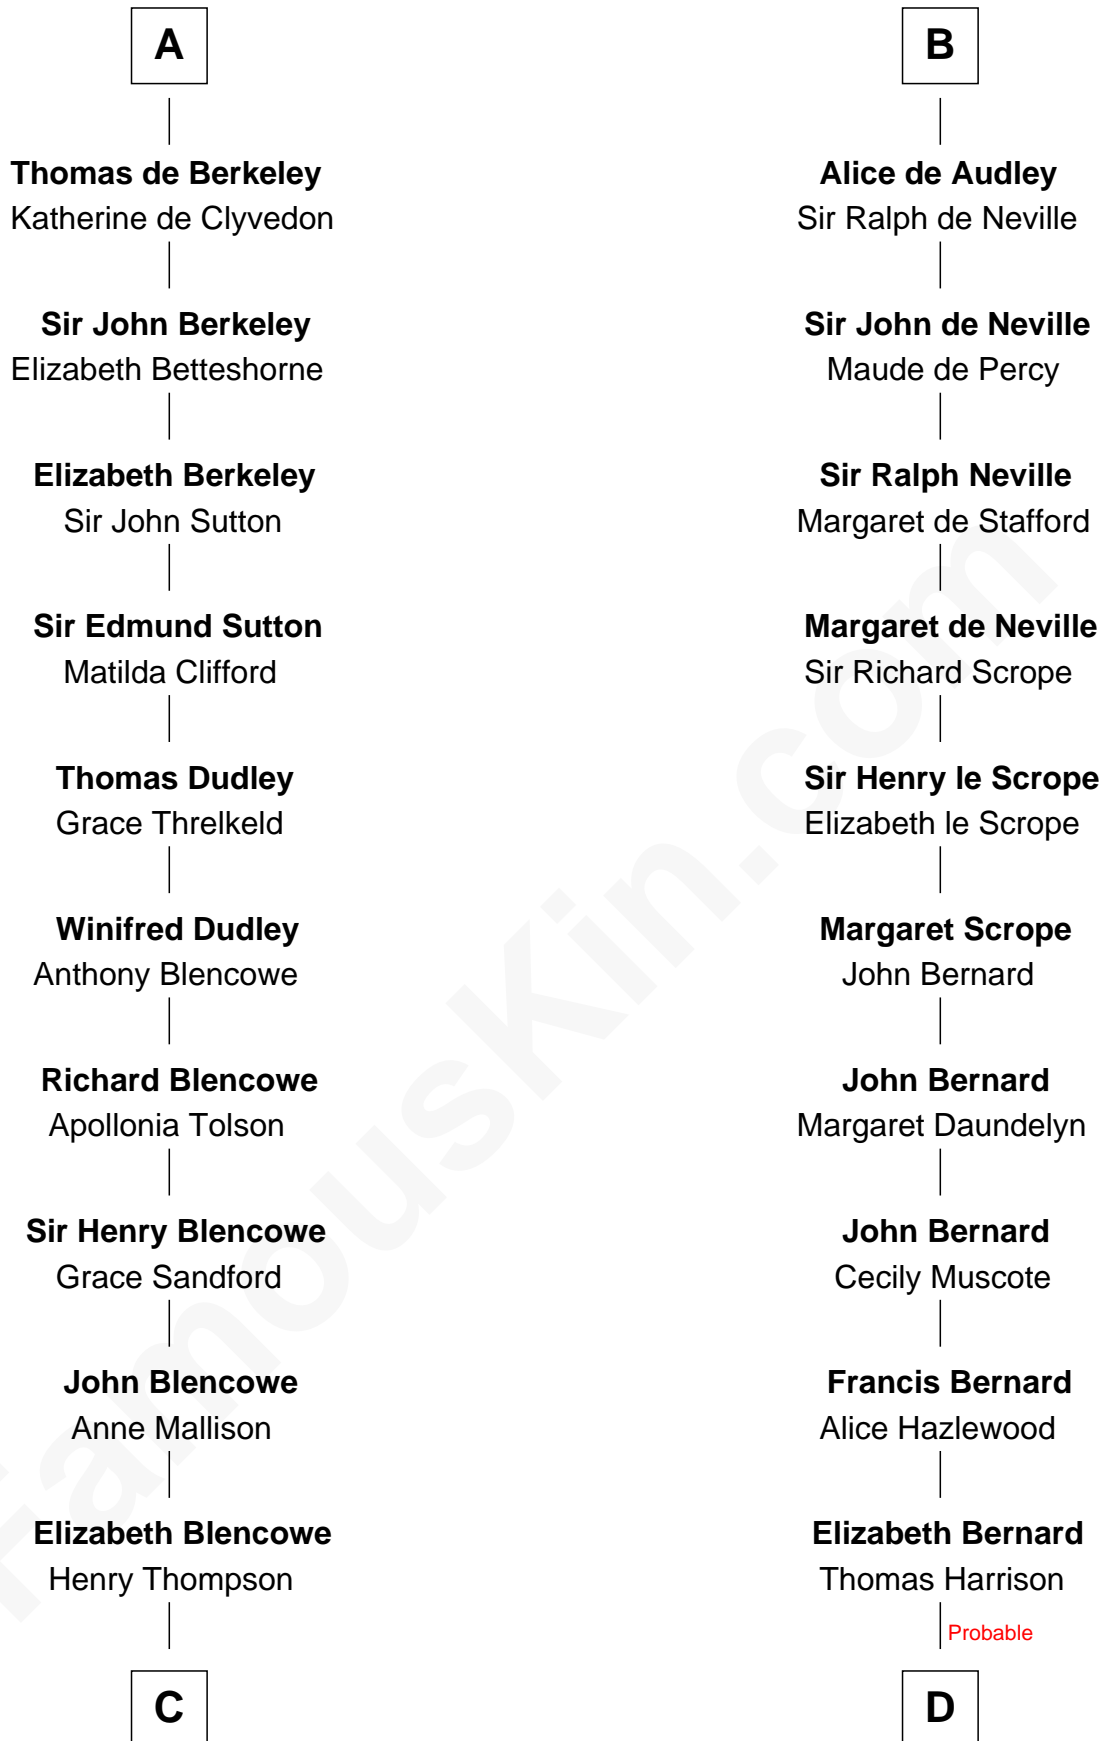 A
Thomas de Berkeley
Katherine de Clyvedon
Sir John Berkeley
Elizabeth Betteshorne
Elizabeth Berkeley
Sir John Sutton
Sir Edmund Sutton
Matilda Clifford
Thomas Dudley
Grace Threlkeld
Winifred Dudley
Anthony Blencowe
Richard Blencowe
Apollonia Tolson
Sir Henry Blencowe
Grace Sandford
John Blencowe
Anne Mallison
Elizabeth Blencowe
Henry Thompson
C
B
Alice de Audley
Sir Ralph de Neville
Sir John de Neville
Maude de Percy
Sir Ralph Neville
Margaret de Stafford
Margaret de Neville
Sir Richard Scrope
Sir Henry le Scrope
Elizabeth le Scrope
Margaret Scrope
John Bernard
John Bernard
Margaret Daundelyn
John Bernard
Cecily Muscote
Francis Bernard
Alice Hazlewood
Elizabeth Bernard
Thomas Harrison
Probable
D
FamousKin.com